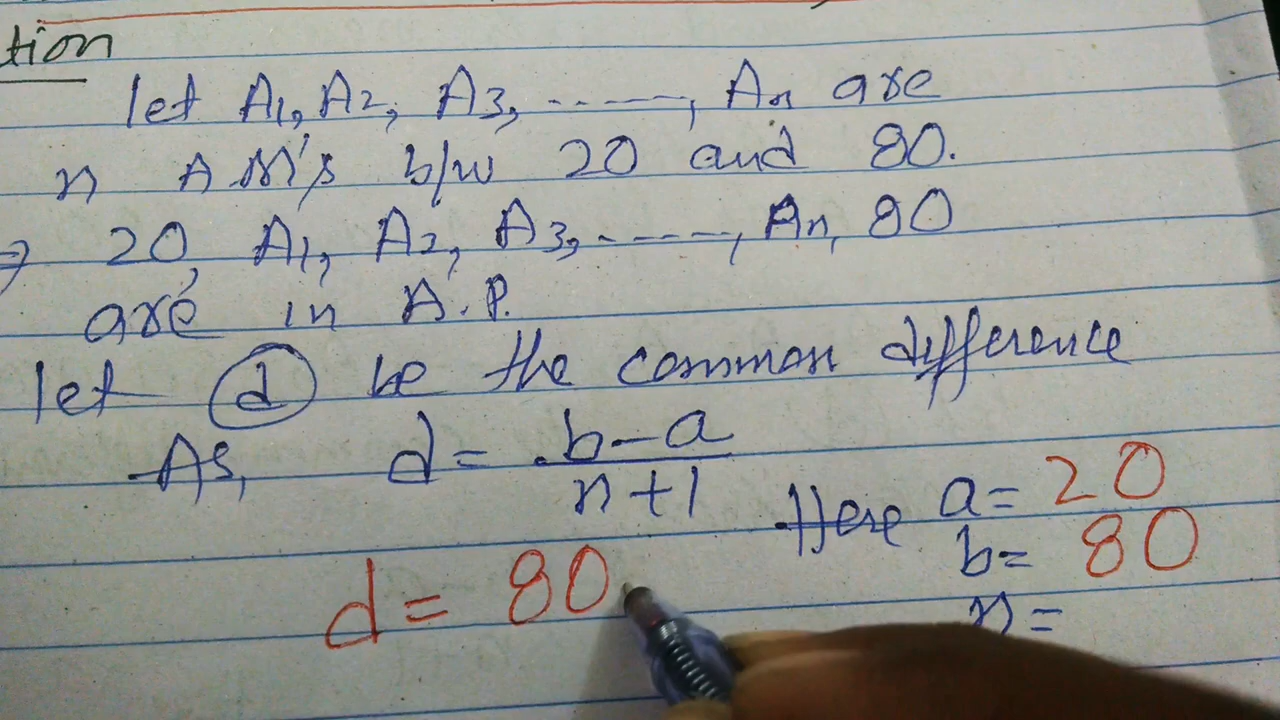 tion
let A1, A2, A3, ------, An are
n A.M's b/w 20 and 80.
⇒ 20, A1, A2, A3, ------, An, 80
are in A.P.
let d be the common difference
As, d = b-a / n+1
Here a = 20
b = 80
n =
d = 80